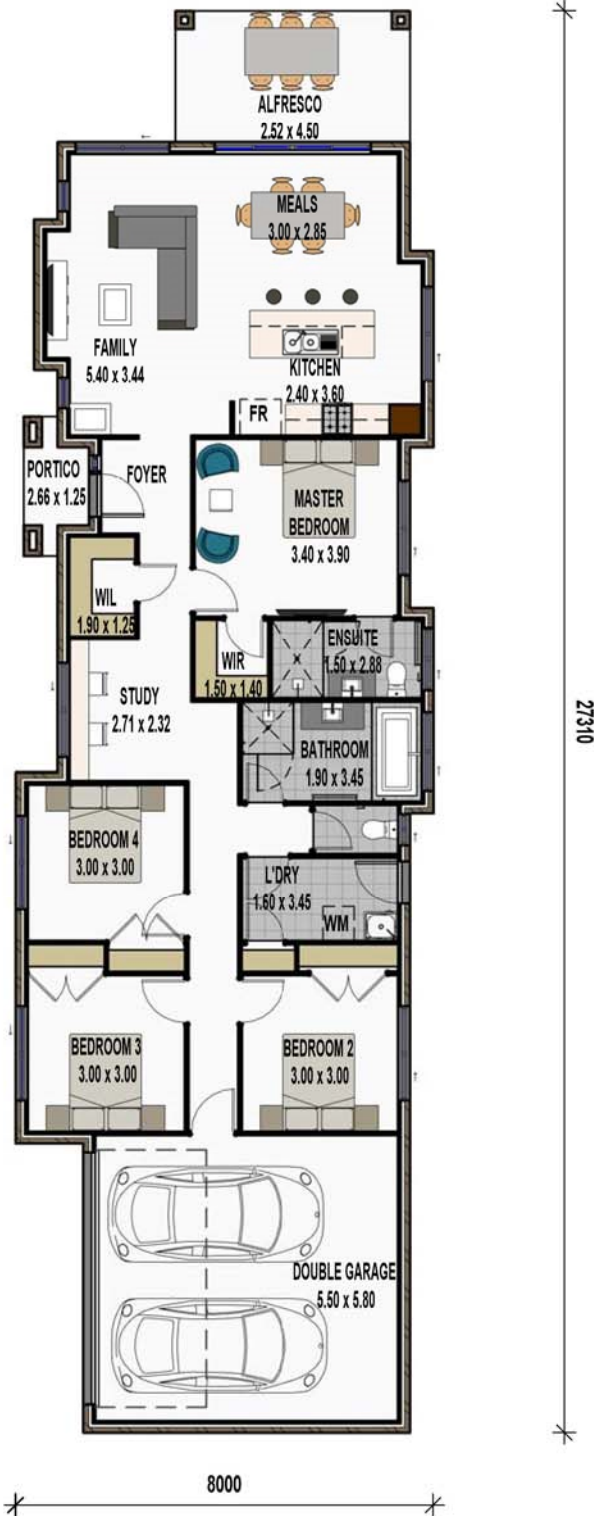 ALFRESCO
2.52 x 4.50
MEALS
3.00 x 2.85
FAMILY
5.40 x 3.44
KITCHEN
2.40 x 3.60
FR
PORTICO
2.66 x 1.25
FOYER
MASTER
BEDROOM
3.40 x 3.90
WIL
1.90 x 1.25
ENSUITE
1.50 x 2.88
WIR
1.50 x 1.40
STUDY
2.71 x 2.32
BATHROOM
1.90 x 3.45
27310
BEDROOM 4
3.00 x 3.00
L'DRY
1.60 x 3.45
WM
BEDROOM 3
3.00 x 3.00
BEDROOM 2
3.00 x 3.00
DOUBLE GARAGE
5.50 x 5.80
8000